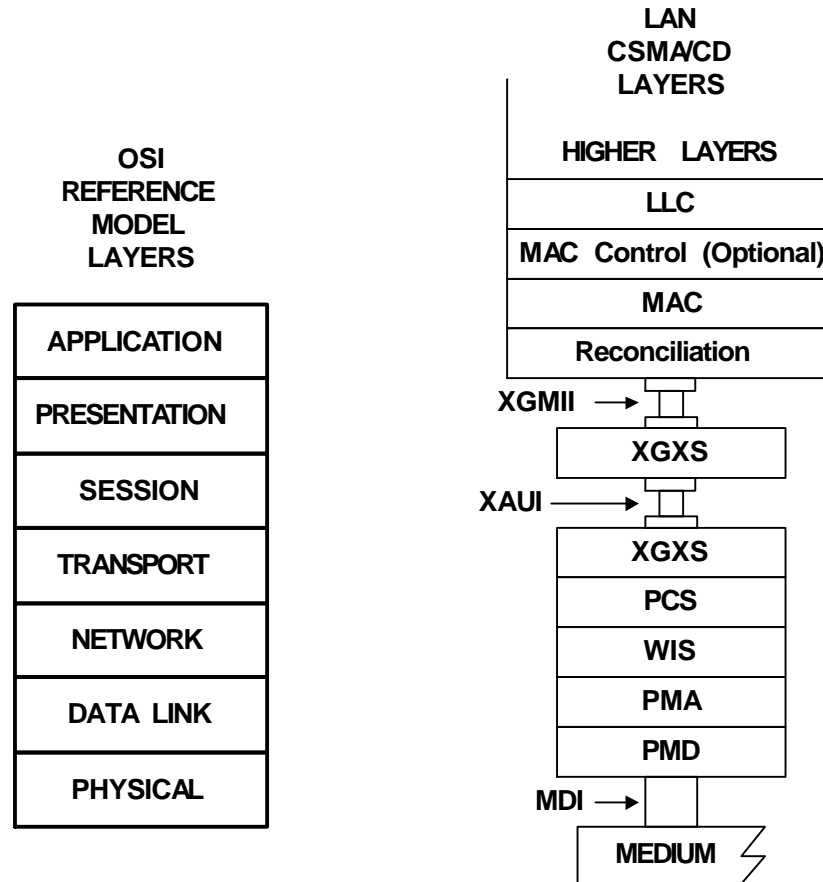 OSI
REFERENCE
MODEL
LAYERS
APPLICATION
PRESENTATION
SESSION
TRANSPORT
NETWORK
DATA LINK
PHYSICAL
LAN
CSMA/CD
LAYERS
HIGHER LAYERS
LLC
MAC Control (Optional)
MAC
Reconciliation
XGMII
XGXS
XAUI
XGXS
PCS
WIS
PMA
PMD
MDI
MEDIUM